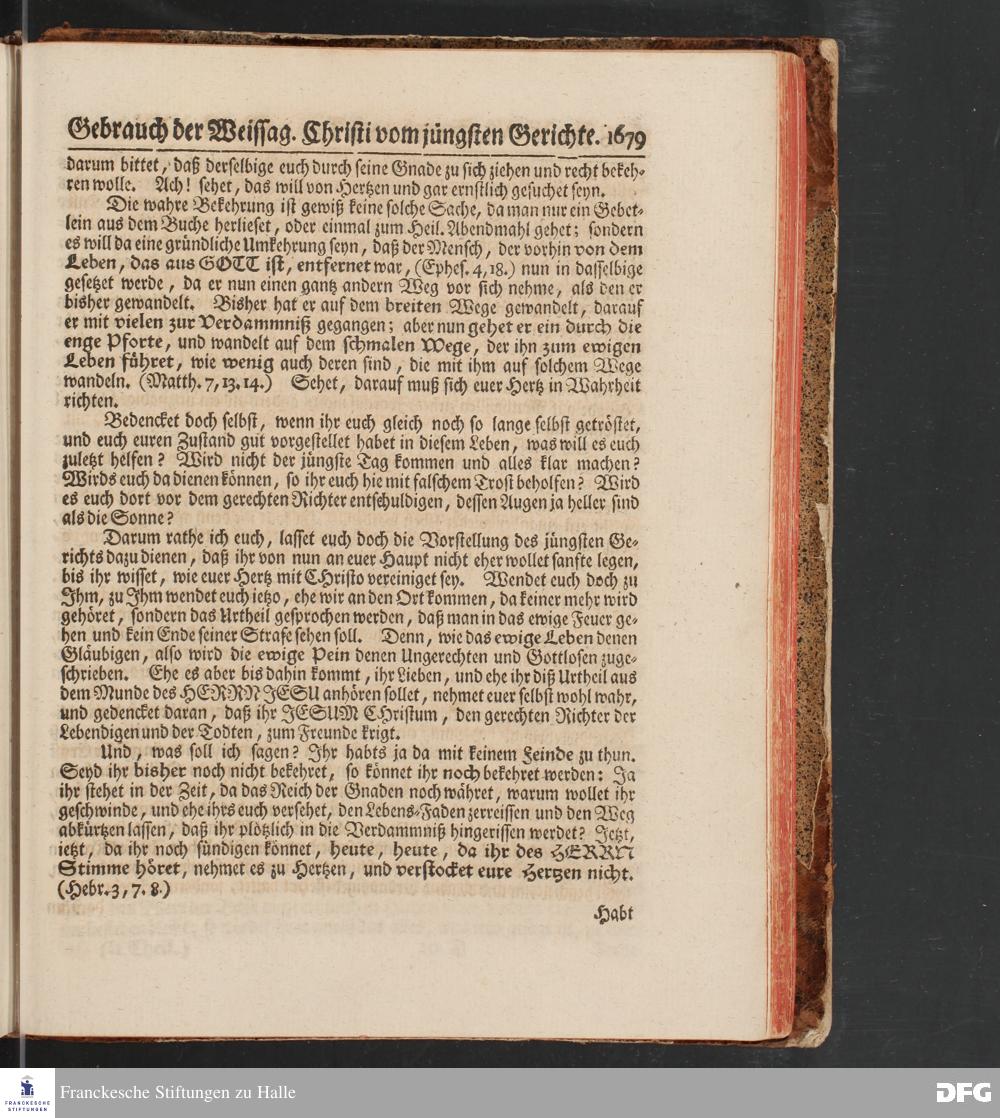 Gebrauch der Weissag. Christi vom jüngsten Gerichte. 1679
darum bittet, daß derselbige euch durch seine Gnade zu sich ziehen und recht bekeh-
ren wolle. Ach! sehet, das will von Hertzen und gar ernstlich gesuchet seyn.
Die wahre Bekehrung ist gewiß keine solche Sache, da man nur ein Gebet-
lein aus dem Buche herlieset, oder einmal zum Heil. Abendmahl gehet; sondern
es will da eine gründliche Umkehrung seyn, daß der Mensch, der vorhin von dem
Leben, das aus GOTT ist, entfernet war, (Ephes. 4, 18.) nun in dasselbige
gesetzet werde, da er nun einen gantz andern Weg vor sich nehme, als den er
bisher gewandelt. Bisher hat er auf dem breiten Wege gewandelt, darauf
er mit vielen zur Verdammniß gegangen; aber nun gehet er ein durch die
enge Pforte, und wandelt auf dem schmalen Wege, der ihn zum ewigen
Leben führet, wie wenig auch deren sind, die mit ihm auf solchem Wege
wandeln. (Matth. 7, 13. 14.) Sehet, darauf muß sich euer Hertz in Wahrheit
richten.
Bedencket doch selbst, wenn ihr euch gleich noch so lange selbst getröstet,
und euch euren Zustand gut vorgestellet habet in diesem Leben, was will es euch
zuletzt helfen? Wird nicht der jüngste Tag kommen und alles klar machen?
Wirds euch da dienen können, so ihr euch hie mit falschem Trost beholfen? Wird
es euch dort vor dem gerechten Richter entschuldigen, dessen Augen ja heller sind
als die Sonne?
Darum rathe ich euch, lasset euch doch die Vorstellung des jüngsten Ge-
richts dazu dienen, daß ihr von nun an euer Haupt nicht eher wollet sanfte legen,
bis ihr wisset, wie euer Hertz mit CHristo vereiniget sey. Wendet euch doch zu
Ihm, zu Ihm wendet euch ietzo, ehe wir an den Ort kommen, da keiner mehr wird
gehöret, sondern das Urtheil gesprochen werden, daß man in das ewige Feuer ge-
hen und kein Ende seiner Strafe sehen soll. Denn, wie das ewige Leben denen
Gläubigen, also wird die ewige Pein denen Ungerechten und Gottlosen zuge-
schrieben. Ehe es aber bis dahin kommt, ihr Lieben, und ehe ihr diß Urtheil aus
dem Munde des HERRN JESU anhören sollet, nehmet euer selbst wohl wahr,
und gedencket daran, daß ihr JESUM CHristum, den gerechten Richter der
Lebendigen und der Todten, zum Freunde krigt.
Und, was soll ich sagen? Ihr habts ja da mit keinem Feinde zu thun.
Seyd ihr bisher noch nicht bekehret, so könnet ihr noch bekehret werden: Ja
ihr stehet in der Zeit, da das Reich der Gnaden noch währet, warum wollet ihr
geschwinde, und ehe ihrs euch versehet, den Lebens-Faden zerreissen und den Weg
abkürtzen lassen, daß ihr plötzlich in die Verdammniß hingerissen werdet? Jetzt,
ietzt, da ihr noch sündigen könnet, heute, heute, da ihr des HERRN
Stimme höret, nehmet es zu Hertzen, und verstocket eure Hertzen nicht.
(Hebr. 3, 7. 8.)
Habt
FRANCKESCHE
STIFTUNGEN
Franckesche Stiftungen zu Halle
DFG